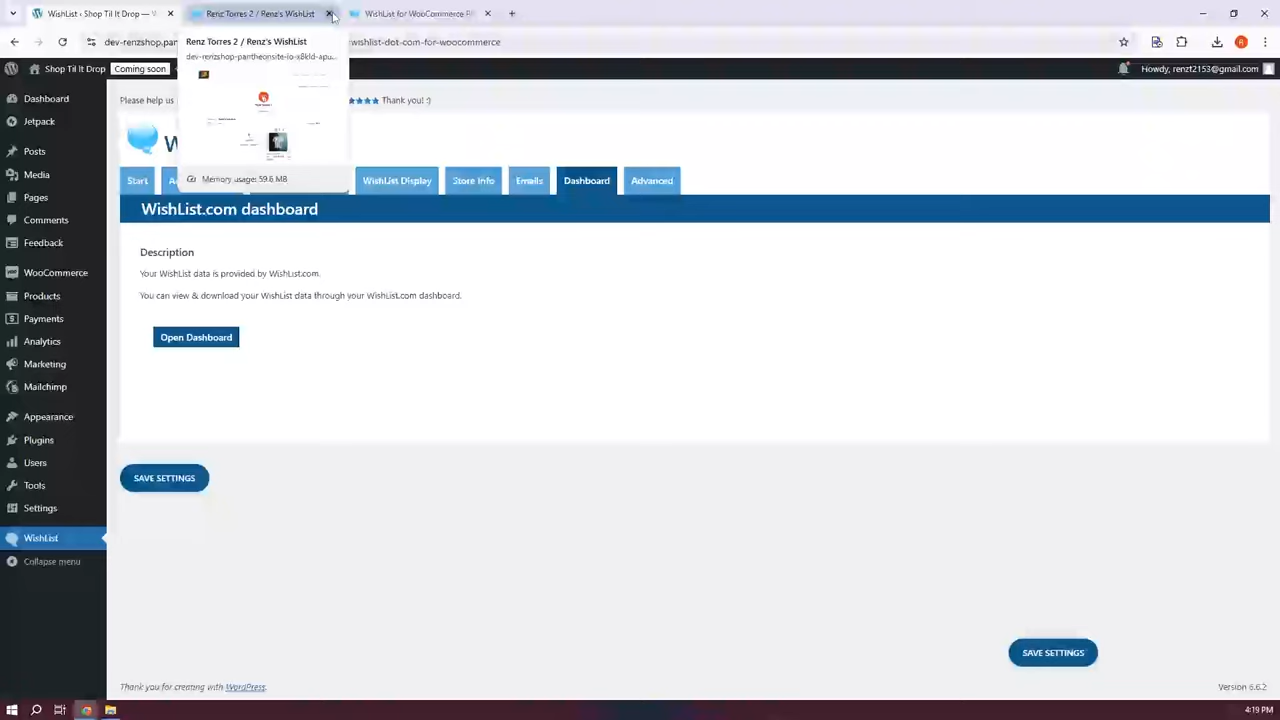 WishList ‹ Shop Til It Drop — W
Renz Torres 2 / Renz's WishList
WishList for WooCommerce
dev-renzshop.pan
wishlist-dot-com-for-woocommerce
Renz Torres 2 / Renz's WishList
dev-renzshop-pantheonsite-io-x8kld-apu...
Memory usage: 59.6 MB
Shop Til It Drop
Coming soon
Howdy, renzt2153@gmail.com
Please help us
★★★★ Thank you! :)
W
Start
WishList Display
Store Info
Emails
Dashboard
Advanced
Dashboard
Jetpack
Posts
Media
Pages
Comments
Feedback
WooCommerce
Products
Payments
Analytics
Marketing
Mailchimp
Appearance
Plugins
Users
Tools
Settings
WishList
Collapse menu
WishList.com dashboard
Description
Your WishList data is provided by WishList.com.
You can view & download your WishList data through your WishList.com dashboard.
Open Dashboard
SAVE SETTINGS
SAVE SETTINGS
Thank you for creating with WordPress.
Version 6.6.2
4:19 PM